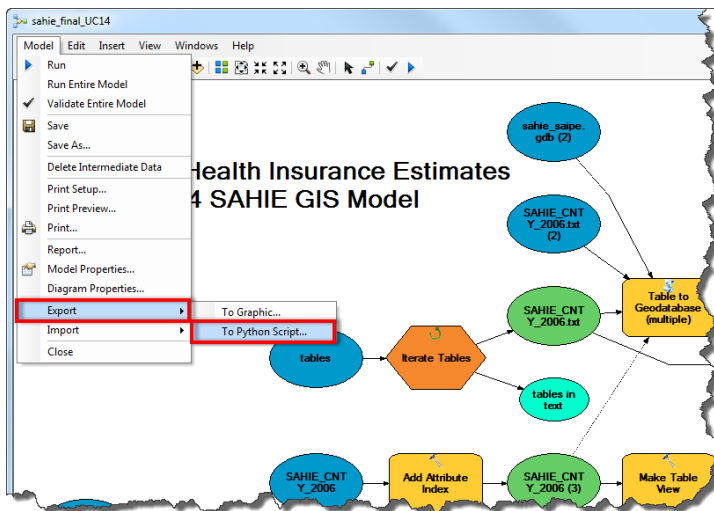 sahie_final_UC14
Model Edit Insert View Windows Help
Run
Run Entire Model
Validate Entire Model
Save
Save As...
Delete Intermediate Data
Print Setup...
Print Preview...
Print...
Report...
Model Properties...
Diagram Properties...
Export
Import
Close
To Graphic...
To Python Script...
Health Insurance Estimates
4 SAHIE GIS Model
sahie_saipe.
gdb (2)
SAHIE_CNT
Y_2006.txt
(2)
Table to
Geodatabase
(multiple)
SAHIE_CNT
Y_2006.txt
tables
Iterate Tables
tables in
text
SAHIE_CNT
Y_2006
Add Attribute
Index
SAHIE_CNT
Y_2006 (3)
Make Table
View